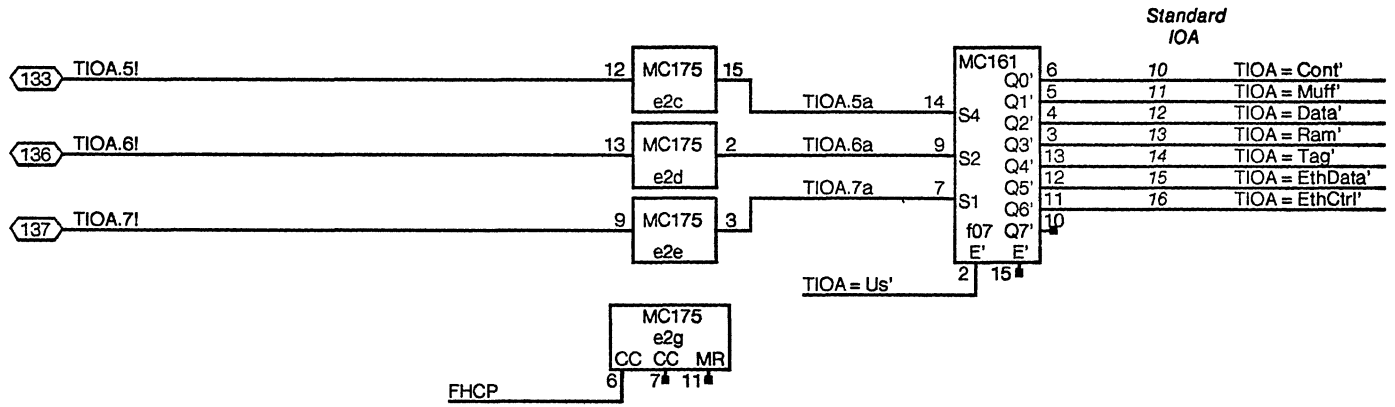 Standard
IOA
133 TIOA.5! 12 MC175 15
e2c
TIOA.5a 14
136 TIOA.6! 13 MC175 2
e2d
TIOA.6a 9
137 TIOA.7! 9 MC175 3
e2e
TIOA.7a 7
MC161
S4
S2
S1
f07
Q0' 6 10 TIOA = Cont'
Q1' 5 11 TIOA = Muff'
Q2' 4 12 TIOA = Data'
Q3' 3 13 TIOA = Ram'
Q4' 13 14 TIOA = Tag'
Q5' 12 15 TIOA = EthData'
Q6' 11 16 TIOA = EthCtrl'
Q7' 10
E' E'
2 15
TIOA = Us'
MC175
e2g
CC CC MR
6 7 11
FHCP